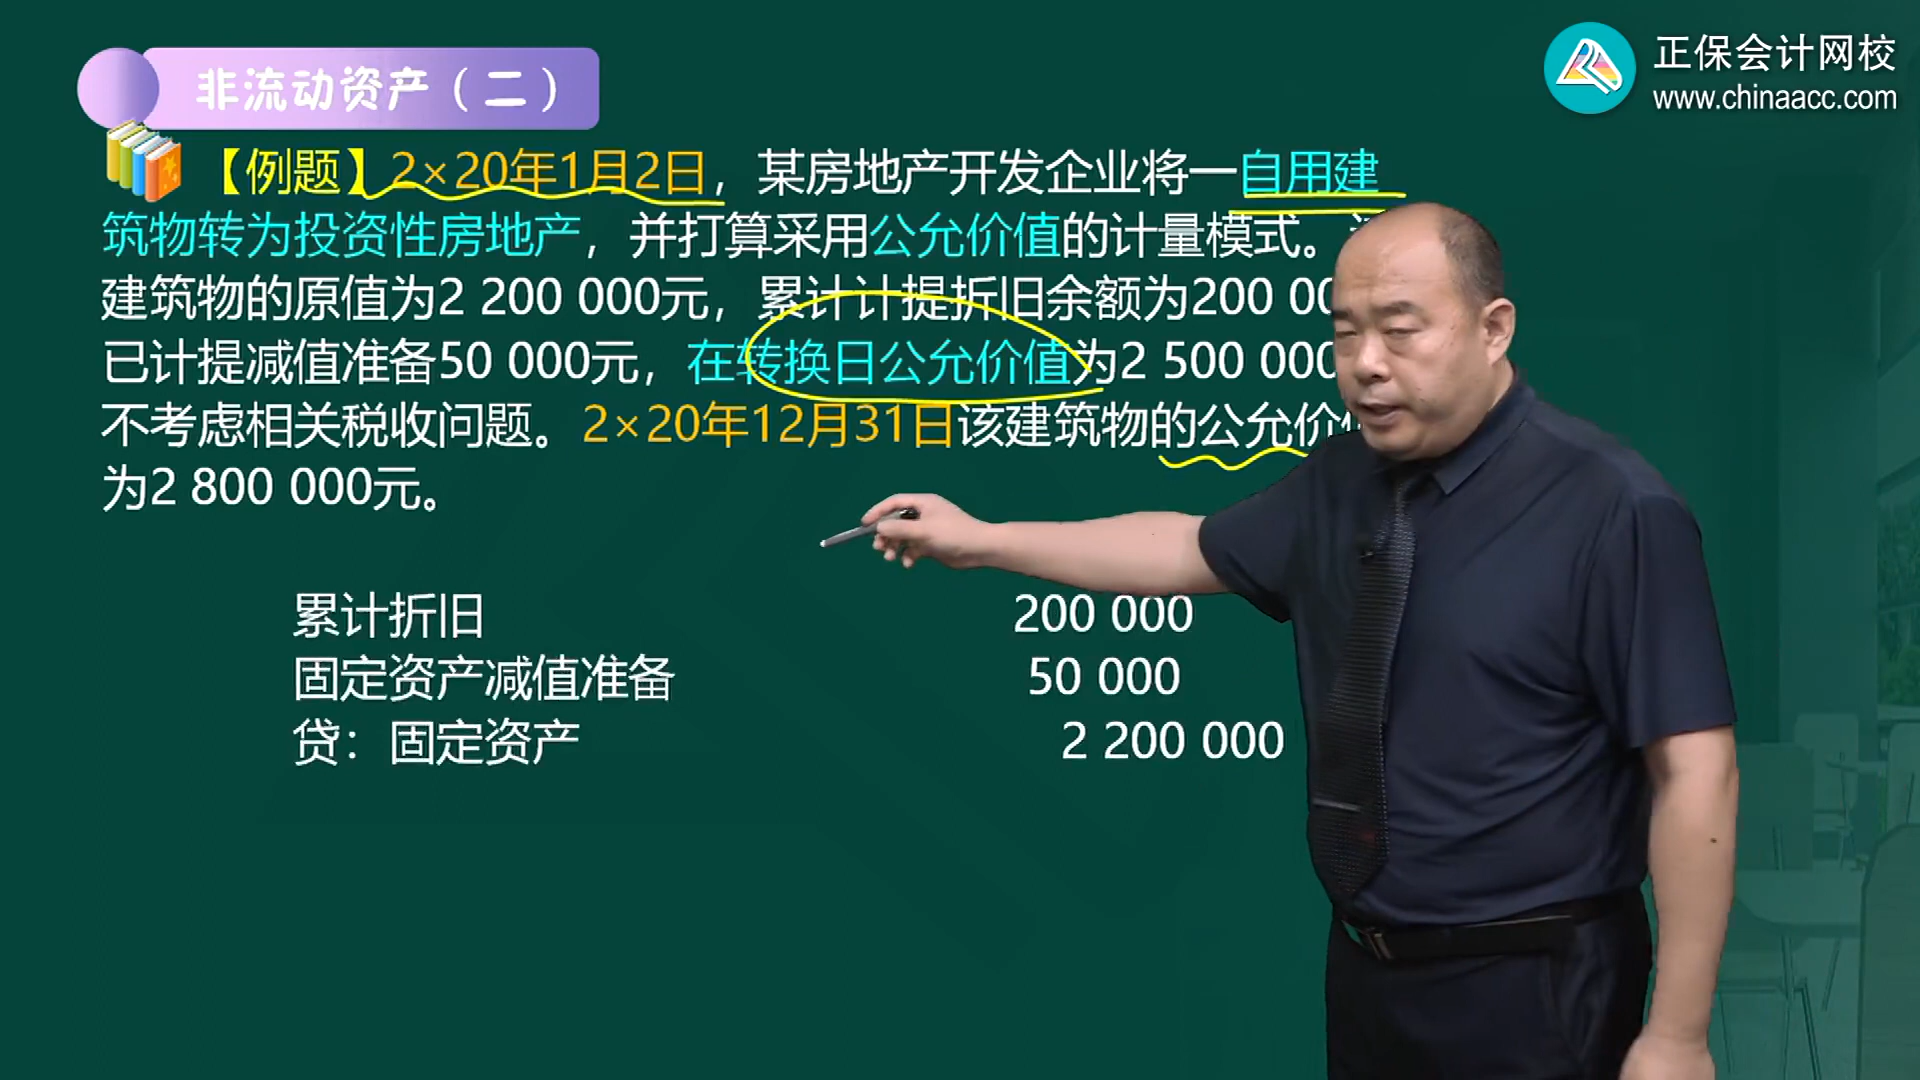 非流动资产（二）
正保会计网校
www.chinaacc.com
【例题】2×20年1月2日，某房地产开发企业将一自用建
筑物转为投资性房地产，并打算采用公允价值的计量模式。
建筑物的原值为2 200 000元，累计计提折旧余额为200 00
已计提减值准备50 000元，在转换日公允价值为2 500 000
不考虑相关税收问题。2×20年12月31日该建筑物的公允价
为2 800 000元。
累计折旧 200 000
固定资产减值准备 50 000
贷：固定资产 2 200 000